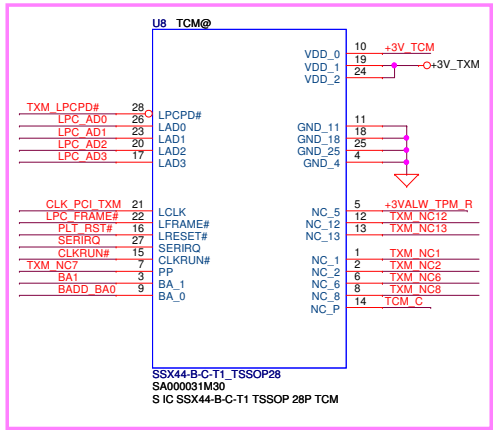 U8 TCM@
VDD_0 10 +3V_TCM
VDD_1 19 +3V_TXM
VDD_2 24
TXM_LPCPD# 28 LPCPD#
LPC_AD0 26 LAD0
LPC_AD1 23 LAD1
LPC_AD2 20 LAD2
LPC_AD3 17 LAD3
GND_11 11
GND_18 18
GND_25 25
GND_4 4
CLK_PCI_TXM 21 LCLK
LPC_FRAME# 22 LFRAME#
PLT_RST# 16 LRESET#
SERIRQ 27 SERIRQ
CLKRUN# 15 CLKRUN#
TXM_NC7 7 PP
BA1 3 BA_1
BADD_BA0 9 BA_0
NC_5 5 +3VALW_TPM_R
NC_12 12 TXM_NC12
NC_13 13 TXM_NC13
NC_1 1 TXM_NC1
NC_2 2 TXM_NC2
NC_6 6 TXM_NC6
NC_8 8 TXM_NC8
NC_P 14 TCM_C
SSX44-B-C-T1_TSSOP28
SA000031M30
S IC SSX44-B-C-T1 TSSOP 28P TCM